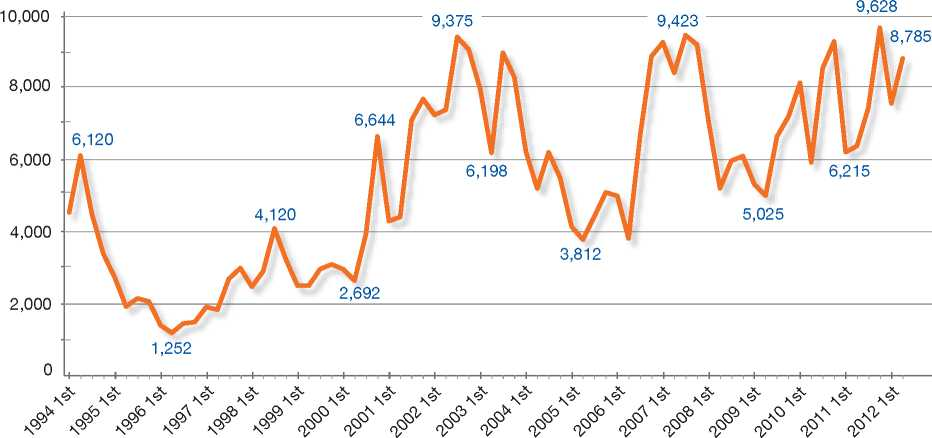 10,000
8,000
6,000
4,000
2,000
0
6,120
1,252
4,120
2,692
6,644
9,375
6,198
3,812
9,423
5,025
6,215
9,628
8,785
1994 1st
1995 1st
1996 1st
1997 1st
1998 1st
1999 1st
2000 1st
2001 1st
2002 1st
2003 1st
2004 1st
2005 1st
2006 1st
2007 1st
2008 1st
2009 1st
2010 1st
2011 1st
2012 1st